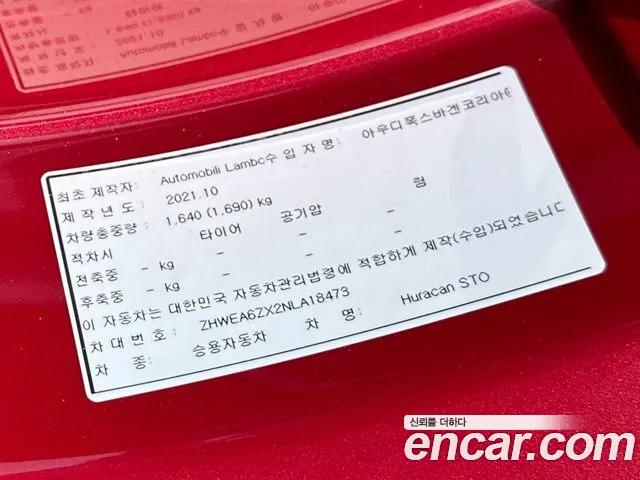 최초 제작자: Automobili Lambc수 입 자 명: 아우디폭스바겐코리아㈜
제 작 년 도 : 2021.10
차량총중량 : 1,640 (1,690) kg
적차시 타이어 공기압 림
전축중 - kg - - -
후축중 - kg - - -
이 자동차는 대한민국 자동차관리법령에 적합하게 제작(수입)되었습니다
차 대 번 호 : ZHWEA6ZX2NLA18473
차 종: 승용자동차 차 명: Huracan STO
신뢰를 더하다
encar.com